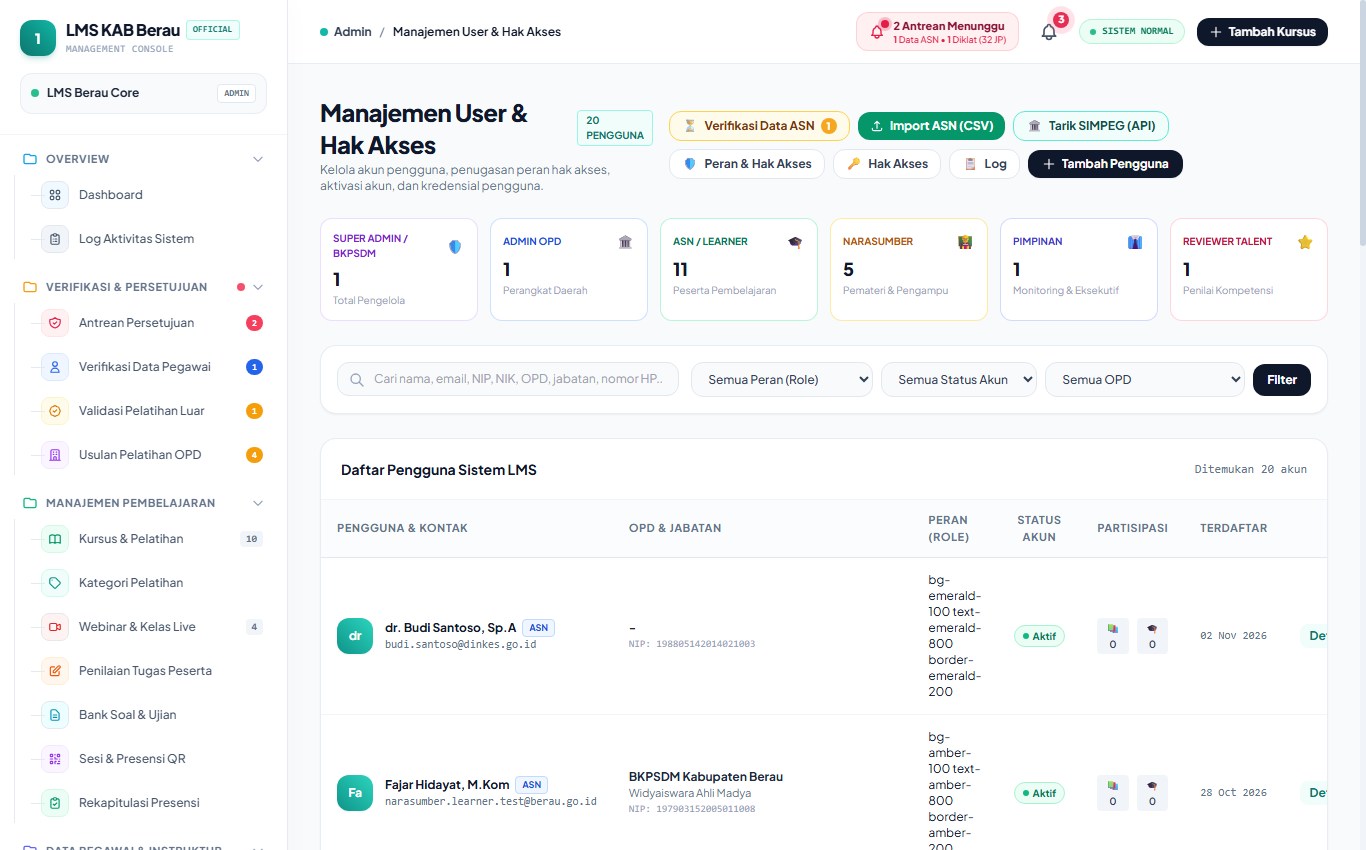 1
LMS KAB Berau
OFFICIAL
MANAGEMENT CONSOLE
LMS Berau Core
ADMIN
OVERVIEW
Dashboard
Log Aktivitas Sistem
VERIFIKASI & PERSETUJUAN
Antrean Persetujuan
2
Verifikasi Data Pegawai
1
Validasi Pelatihan Luar
1
Usulan Pelatihan OPD
4
MANAJEMEN PEMBELAJARAN
Kursus & Pelatihan
10
Kategori Pelatihan
Webinar & Kelas Live
4
Penilaian Tugas Peserta
Bank Soal & Ujian
Sesi & Presensi QR
Rekapitulasi Presensi
DATA PEGAWAI & INSTRUKTUR
Admin / Manajemen User & Hak Akses
2 Antrean Menunggu
1 Data ASN • 1 Diklat (32 JP)
3
SISTEM NORMAL
Tambah Kursus
Manajemen User &
Hak Akses
20
PENGGUNA
Kelola akun pengguna, penugasan peran hak akses,
aktivasi akun, dan kredensial pengguna.
Verifikasi Data ASN 1
Import ASN (CSV)
Tarik SIMPEG (API)
Peran & Hak Akses
Hak Akses
Log
Tambah Pengguna
SUPER ADMIN /
BKPSDM
1
Total Pengelola
ADMIN OPD
1
Perangkat Daerah
ASN / LEARNER
11
Peserta Pembelajaran
NARASUMBER
5
Pemateri & Pengampu
PIMPINAN
1
Monitoring & Eksekutif
REVIEWER TALENT
1
Penilai Kompetensi
Cari nama, email, NIP, NIK, OPD, jabatan, nomor HP..
Semua Peran (Role)
Semua Status Akun
Semua OPD
Filter
Daftar Pengguna Sistem LMS
Ditemukan 20 akun
PENGGUNA & KONTAK
OPD & JABATAN
PERAN
(ROLE)
STATUS
AKUN
PARTISIPASI
TERDAFTAR
dr
dr. Budi Santoso, Sp.A
ASN
budi.santoso@dinkes.go.id
–
NIP: 198805142014021003
bg-
emerald-
100 text-
emerald-
800
border-
emerald-
200
Aktif
0
0
02 Nov 2026
De
Fa
Fajar Hidayat, M.Kom
ASN
narasumber.learner.test@berau.go.id
BKPSDM Kabupaten Berau
Widyaiswara Ahli Madya
NIP: 197903152005011008
bg-
amber-
100 text-
amber-
800
border-
amber-
200
Aktif
0
0
28 Oct 2026
De